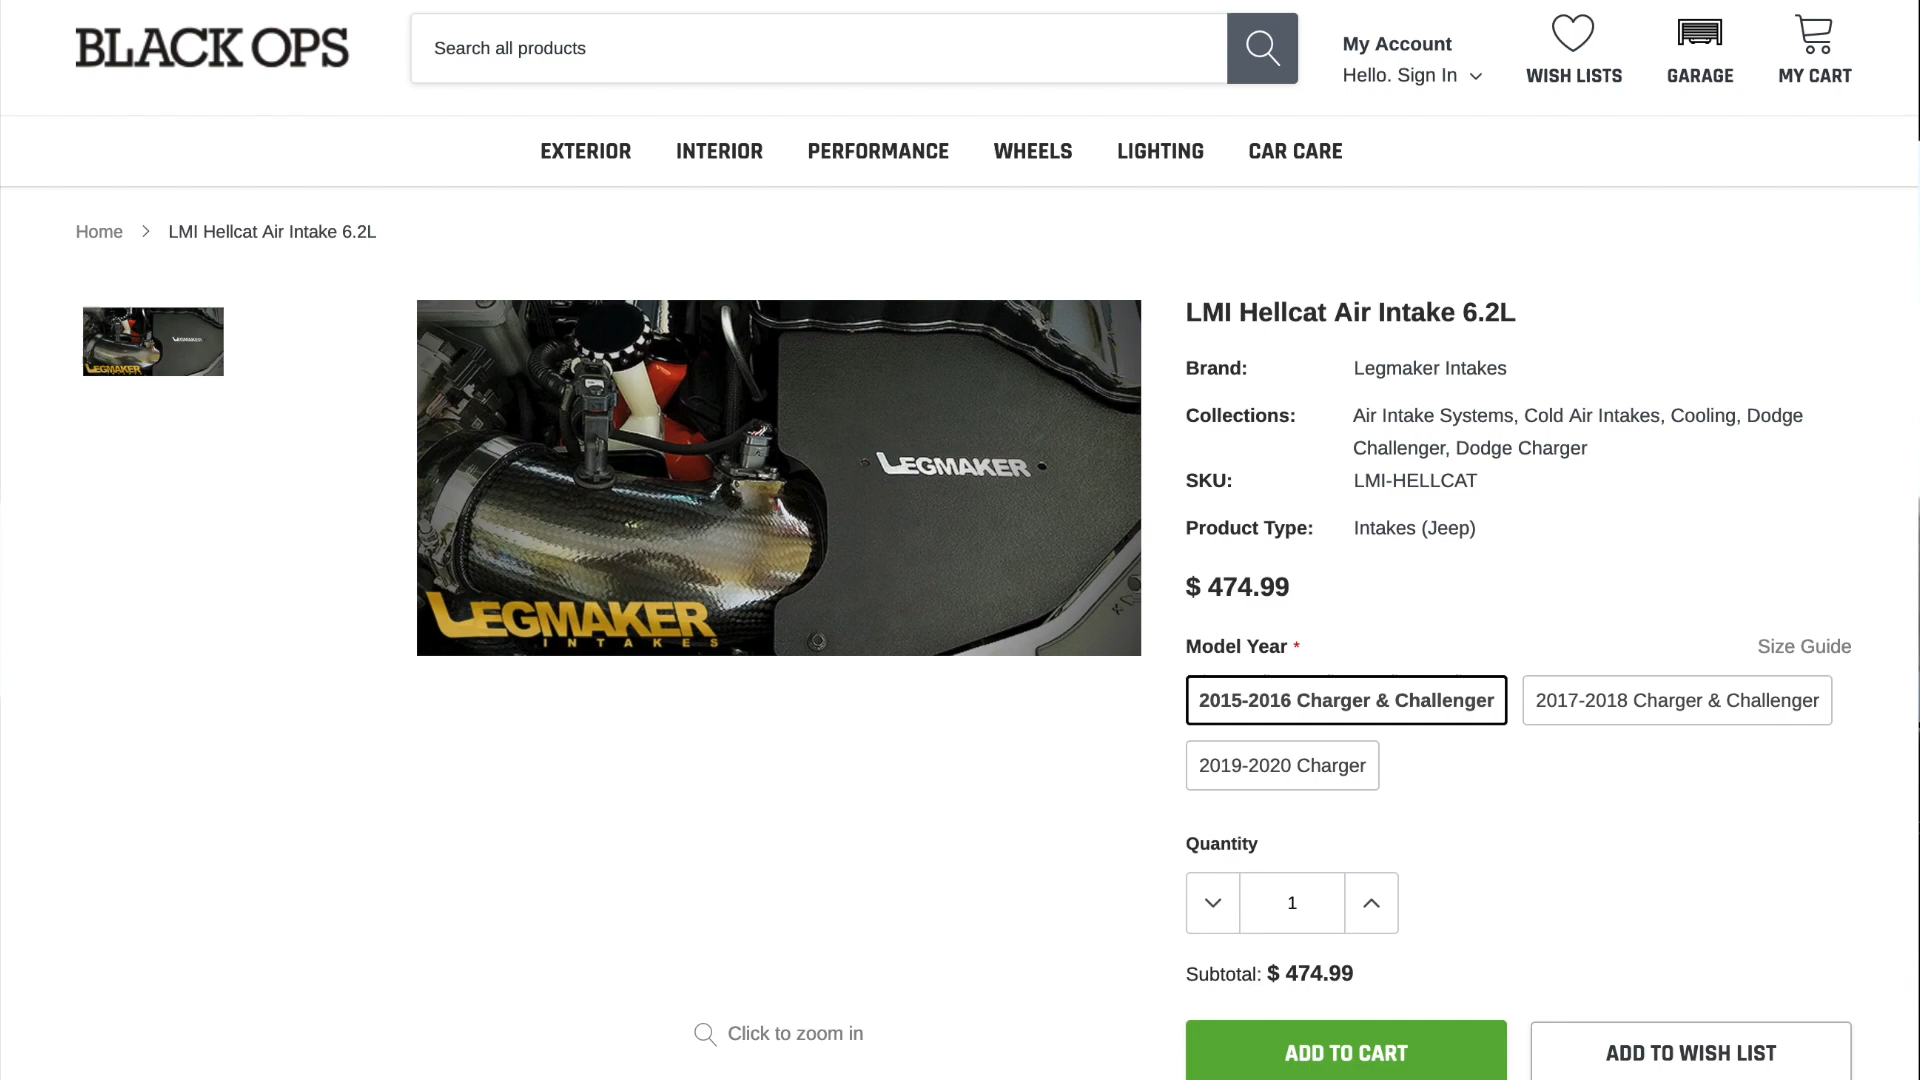 BLACK OPS
Search all products
My Account
Hello. Sign In
WISH LISTS
GARAGE
MY CART
EXTERIOR
INTERIOR
PERFORMANCE
WHEELS
LIGHTING
CAR CARE
Home
LMI Hellcat Air Intake 6.2L
LEGMAKER
LEGMAKER
LEGMAKER
LEGMAKER
INTAKES
LMI Hellcat Air Intake 6.2L
Brand: Legmaker Intakes
Collections: Air Intake Systems, Cold Air Intakes, Cooling, Dodge
Challenger, Dodge Charger
SKU: LMI-HELLCAT
Product Type: Intakes (Jeep)
$ 474.99
Model Year *
Size Guide
2015-2016 Charger & Challenger
2017-2018 Charger & Challenger
2019-2020 Charger
Quantity
1
Subtotal: $ 474.99
Click to zoom in
ADD TO CART
ADD TO WISH LIST